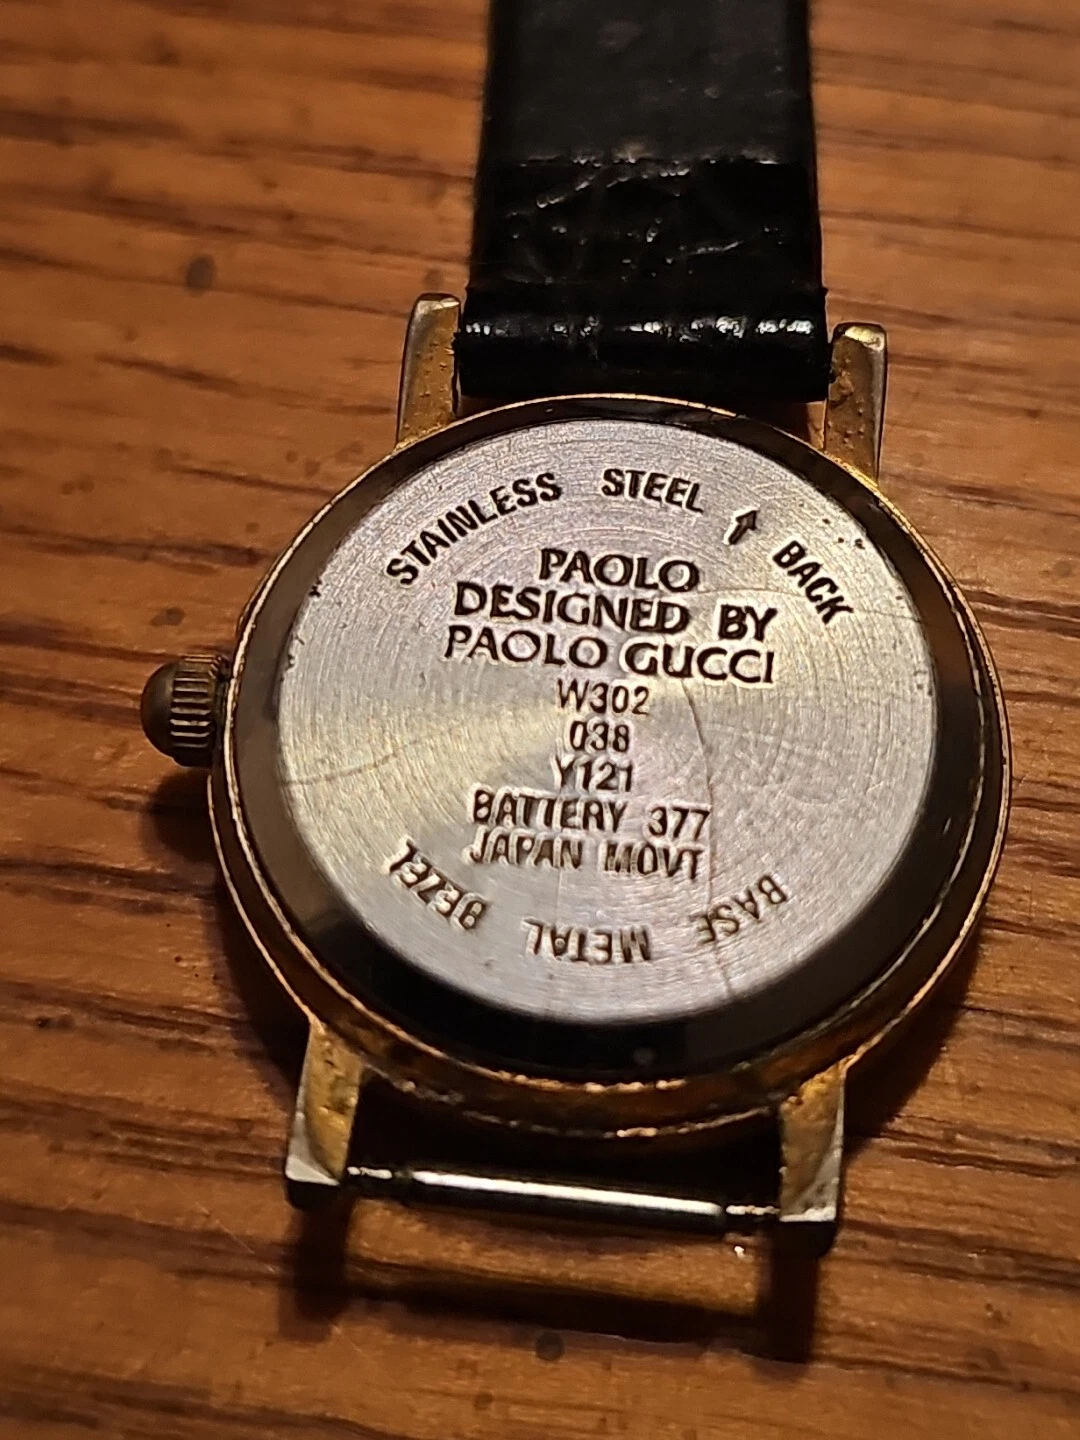 STAINLESS STEEL ↑ BACK
PAOLO
DESIGNED BY
PAOLO GUCCI
W302
038
Y121
BATTERY 377
JAPAN MOVT
BASE METAL BEZEL